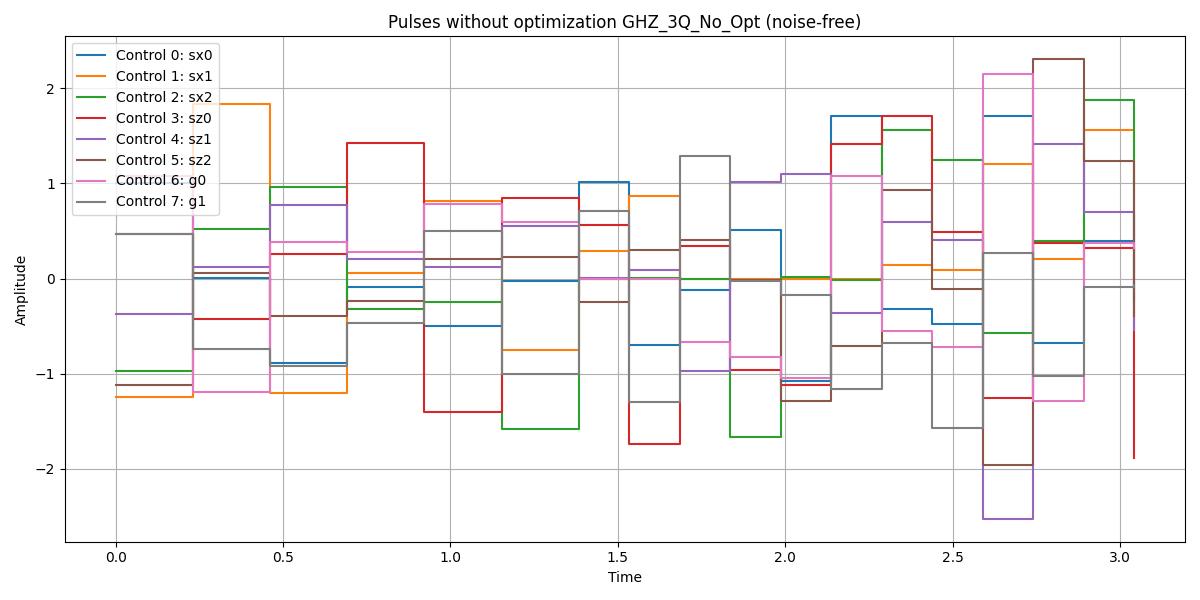 Pulses without optimization GHZ_3Q_No_Opt (noise-free)
Control 0: sx0
Control 1: sx1
Control 2: sx2
Control 3: sz0
Control 4: sz1
Control 5: sz2
Control 6: g0
Control 7: g1
Amplitude
2
1
0
−1
−2
0.0 0.5 1.0 1.5 2.0 2.5 3.0
Time